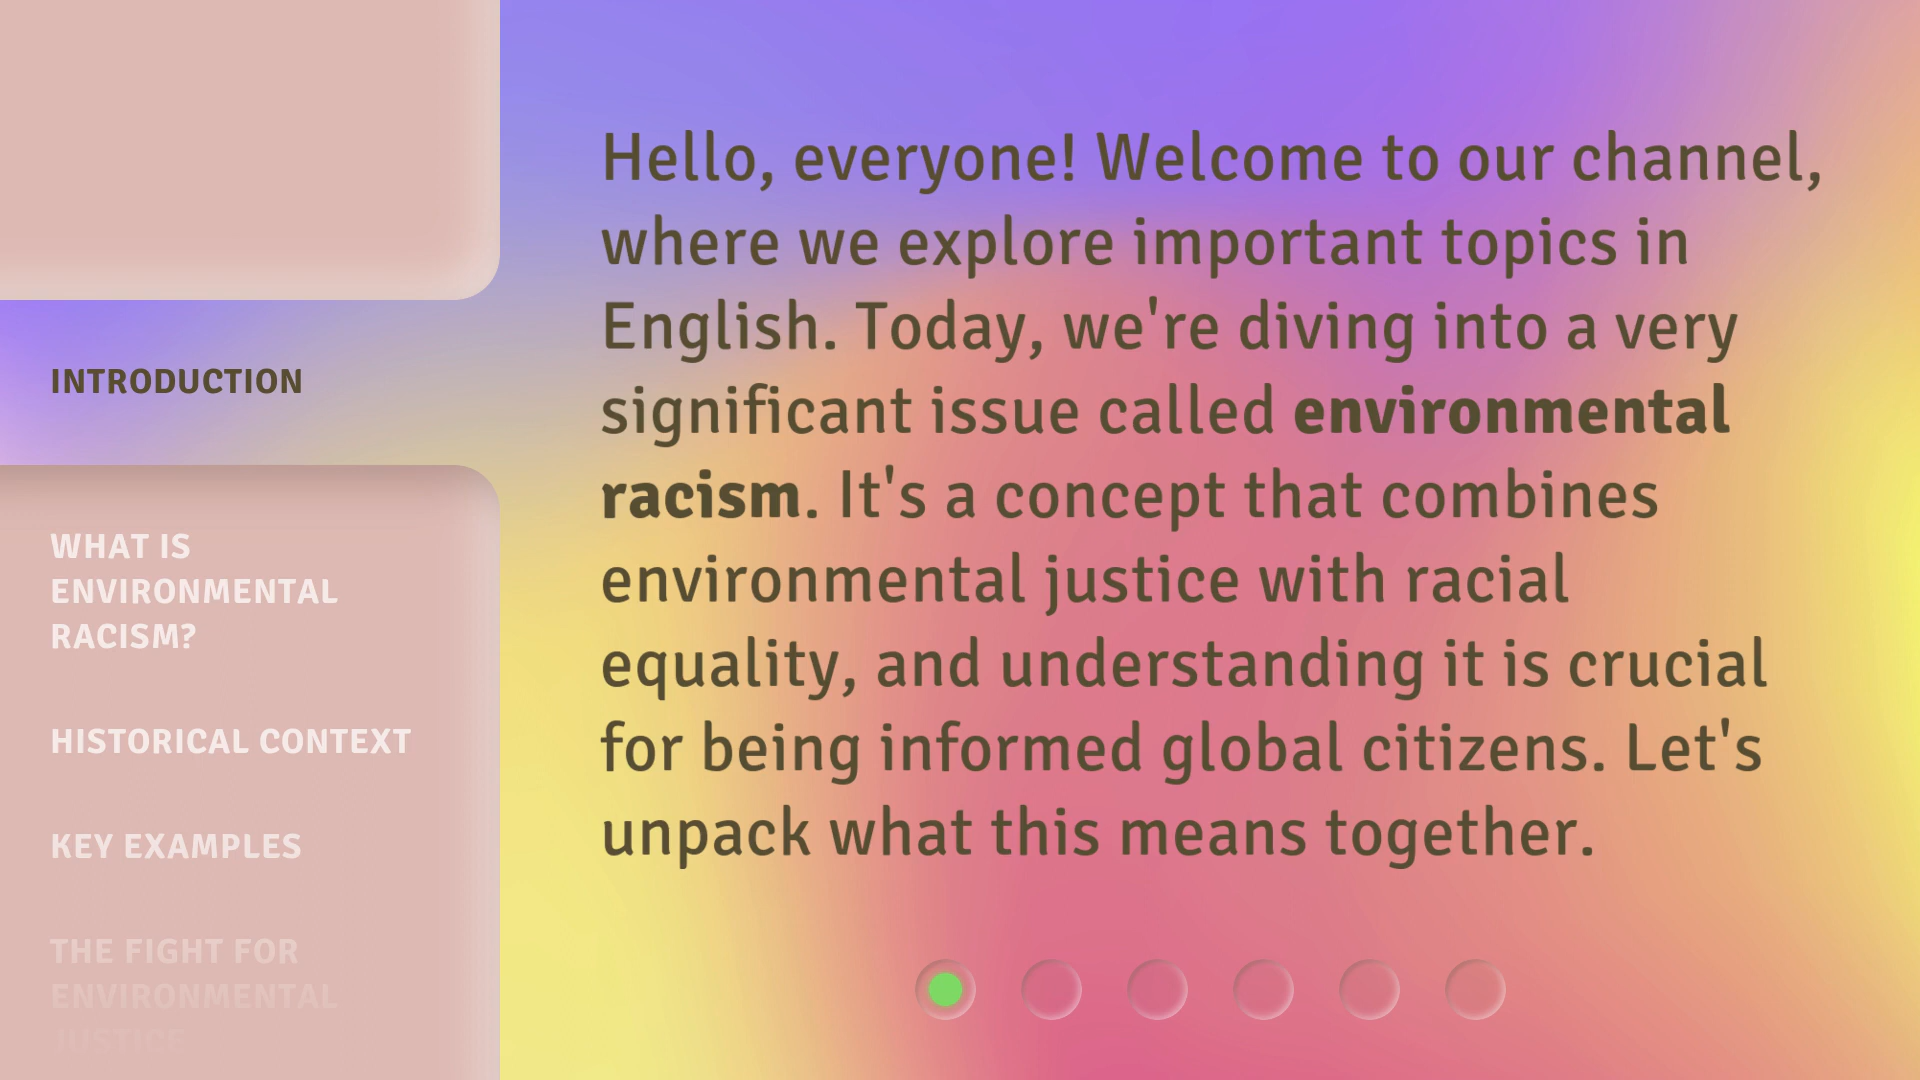 INTRODUCTION
WHAT IS
ENVIRONMENTAL
RACISM?
HISTORICAL CONTEXT
KEY EXAMPLES
THE FIGHT FOR
ENVIRONMENTAL
JUSTICE
Hello, everyone! Welcome to our channel,
where we explore important topics in
English. Today, we're diving into a very
significant issue called environmental
racism. It's a concept that combines
environmental justice with racial
equality, and understanding it is crucial
for being informed global citizens. Let's
unpack what this means together.